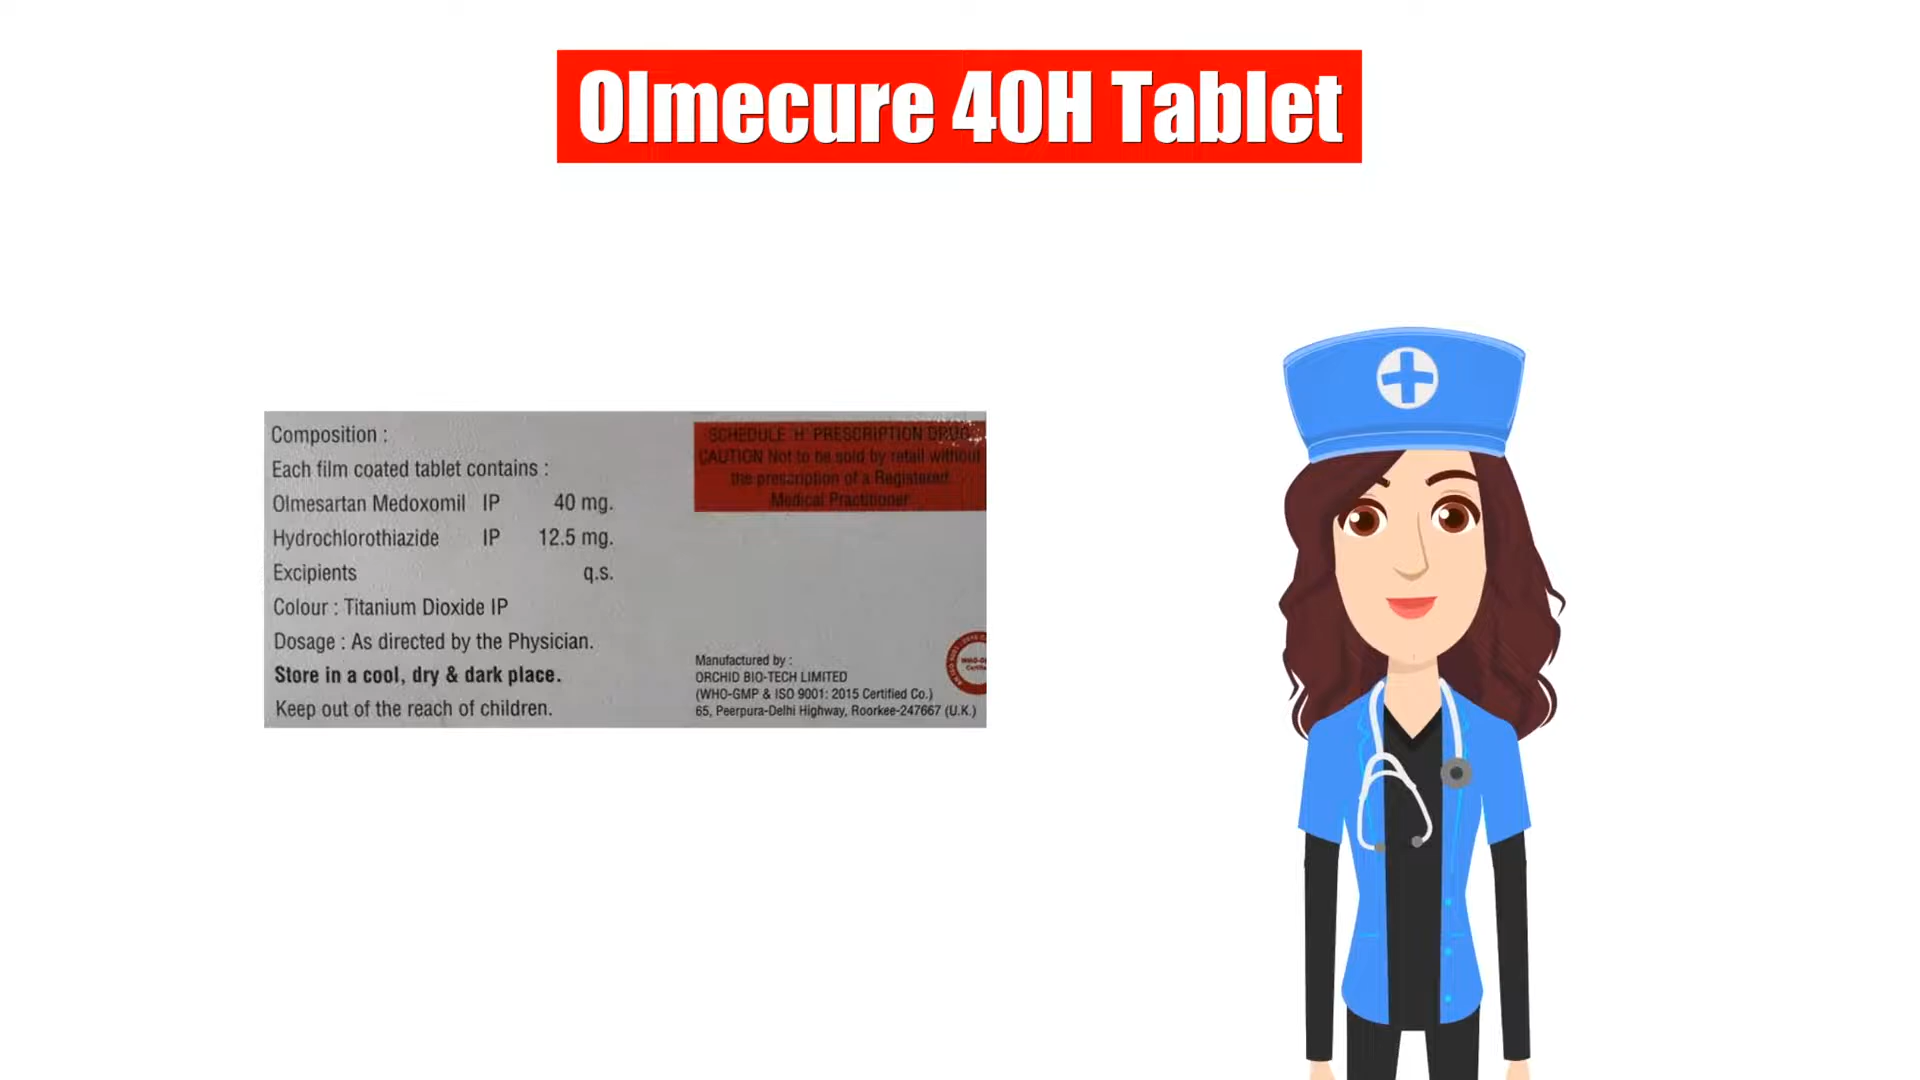 Olmecure 40H Tablet
Composition :
Each film coated tablet contains :
Olmesartan Medoxomil IP 40 mg.
Hydrochlorothiazide IP 12.5 mg.
Excipients q.s.
Colour : Titanium Dioxide IP
Dosage : As directed by the Physician.
Store in a cool, dry & dark place.
Keep out of the reach of children.
SCHEDULE 'H' PRESCRIPTION DRUG
CAUTION Not to be sold by retail without
the prescription of a Registered
Medical Practitioner
Manufactured by :
ORCHID BIO-TECH LIMITED
(WHO-GMP & ISO 9001: 2015 Certified Co.)
65, Peerpura-Delhi Highway, Roorkee-247667 (U.K.)